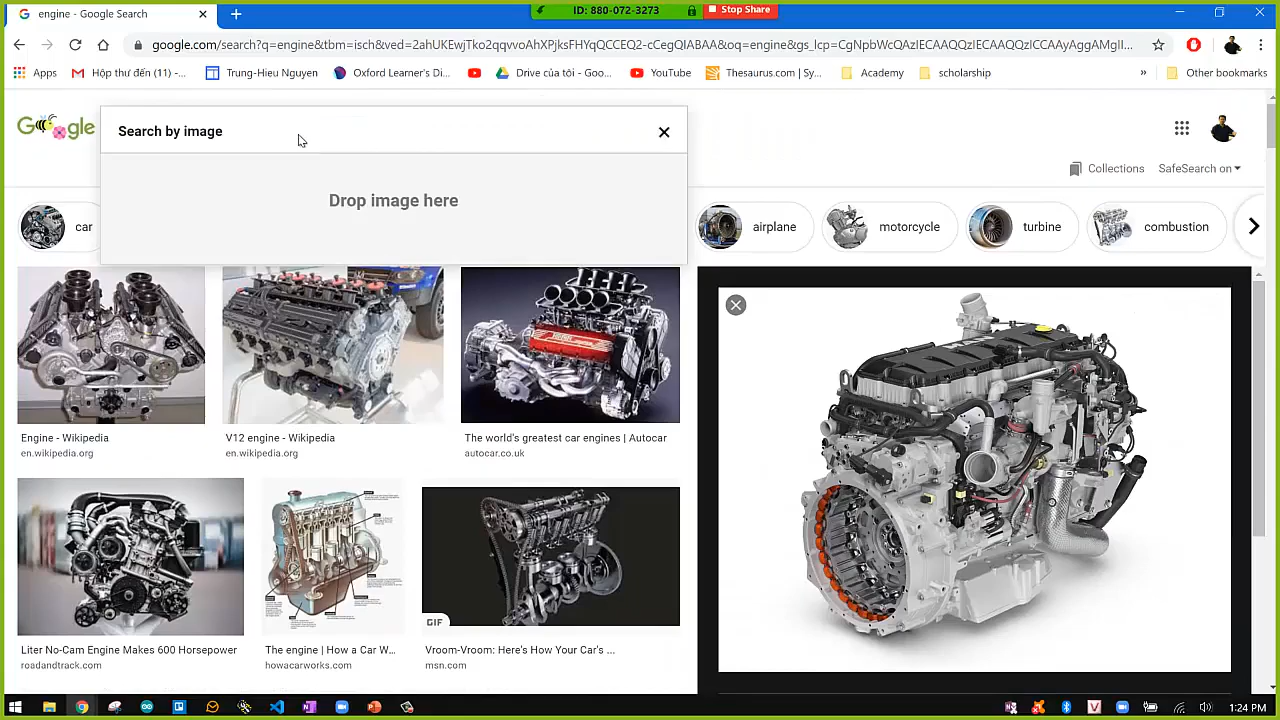 engine - Google Search
ID: 880-072-3273
Stop Share
google.com/search?q=engine&tbm=isch&ved=2ahUKEwjTko2qqvvoAhXPjksFHYqQCCEQ2-cCegQIABAA&oq=engine&gs_lcp=CgNpbWcQAzIECAAQQzIECAAQQzICCAAyAggAMgII...
Apps
Hộp thư đến (11) -...
Trung-Hieu Nguyen
Oxford Learner's Di...
Drive của tôi - Goo...
YouTube
Thesaurus.com | Sy...
Academy
scholarship
»
Other bookmarks
Google
Search by image
Collections
SafeSearch on
Drop image here
car
airplane
motorcycle
turbine
combustion
Engine - Wikipedia
en.wikipedia.org
V12 engine - Wikipedia
en.wikipedia.org
The world's greatest car engines | Autocar
autocar.co.uk
GIF
Liter No-Cam Engine Makes 600 Horsepower
roadandtrack.com
The engine | How a Car W...
howacarworks.com
Vroom-Vroom: Here's How Your Car's ...
msn.com
1:24 PM